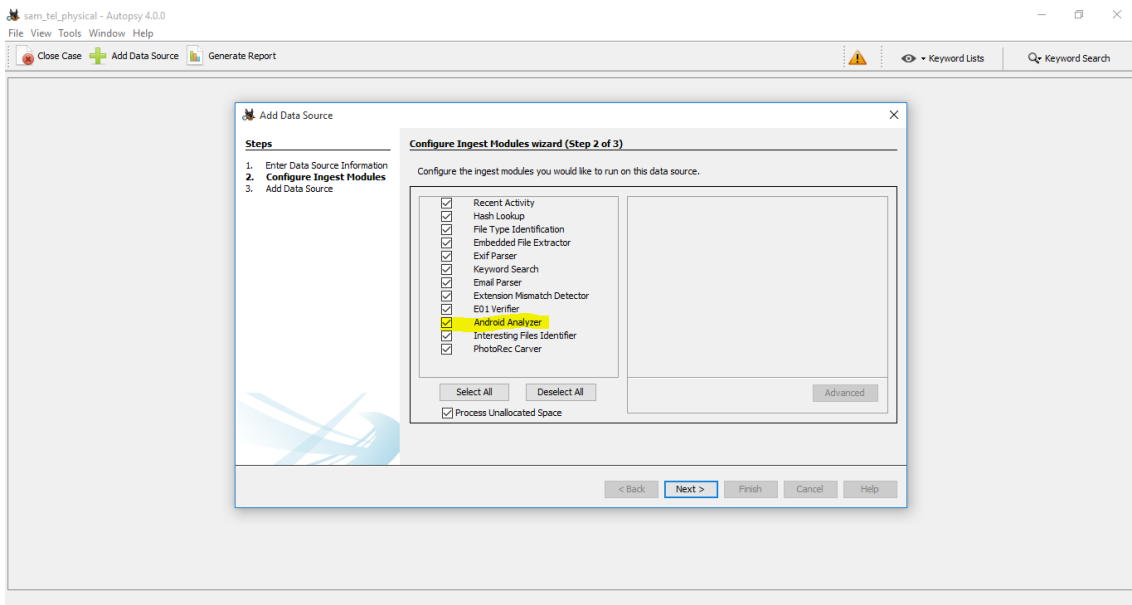 sam_tel_physical - Autopsy 4.0.0
File View Tools Window Help
Close Case Add Data Source Generate Report Keyword Lists Keyword Search
Add Data Source
Steps
1. Enter Data Source Information
2. Configure Ingest Modules
3. Add Data Source
Configure Ingest Modules wizard (Step 2 of 3)
Configure the ingest modules you would like to run on this data source.
Recent Activity
Hash Lookup
File Type Identification
Embedded File Extractor
Exif Parser
Keyword Search
Email Parser
Extension Mismatch Detector
E01 Verifier
Android Analyzer
Interesting Files Identifier
PhotoRec Carver
Select All Deselect All
Advanced
Process Unallocated Space
< Back Next > Finish Cancel Help